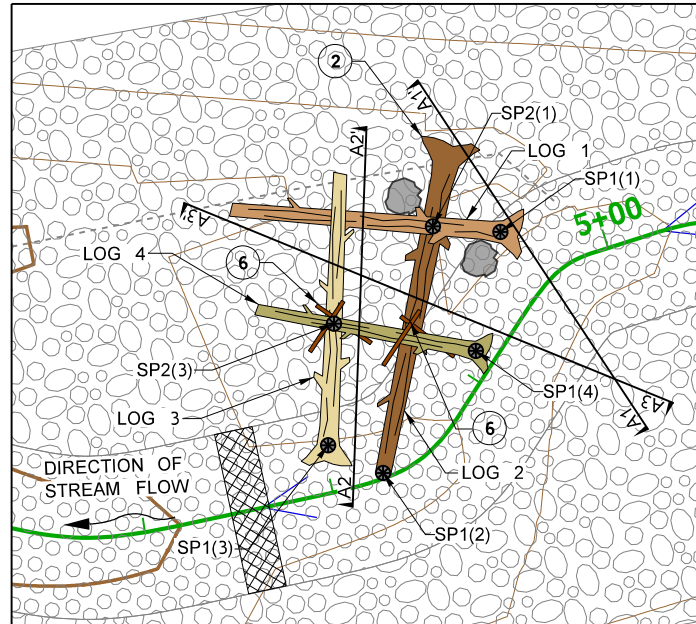 2
A1'
SP2(1)
A2'
LOG 1
SP1(1)
A3'
5+00
LOG 4
6
SP2(3)
SP1(4)
A3
A1
LOG 3
6
DIRECTION OF
STREAM FLOW
LOG 2
A2
SP1(2)
SP1(3)